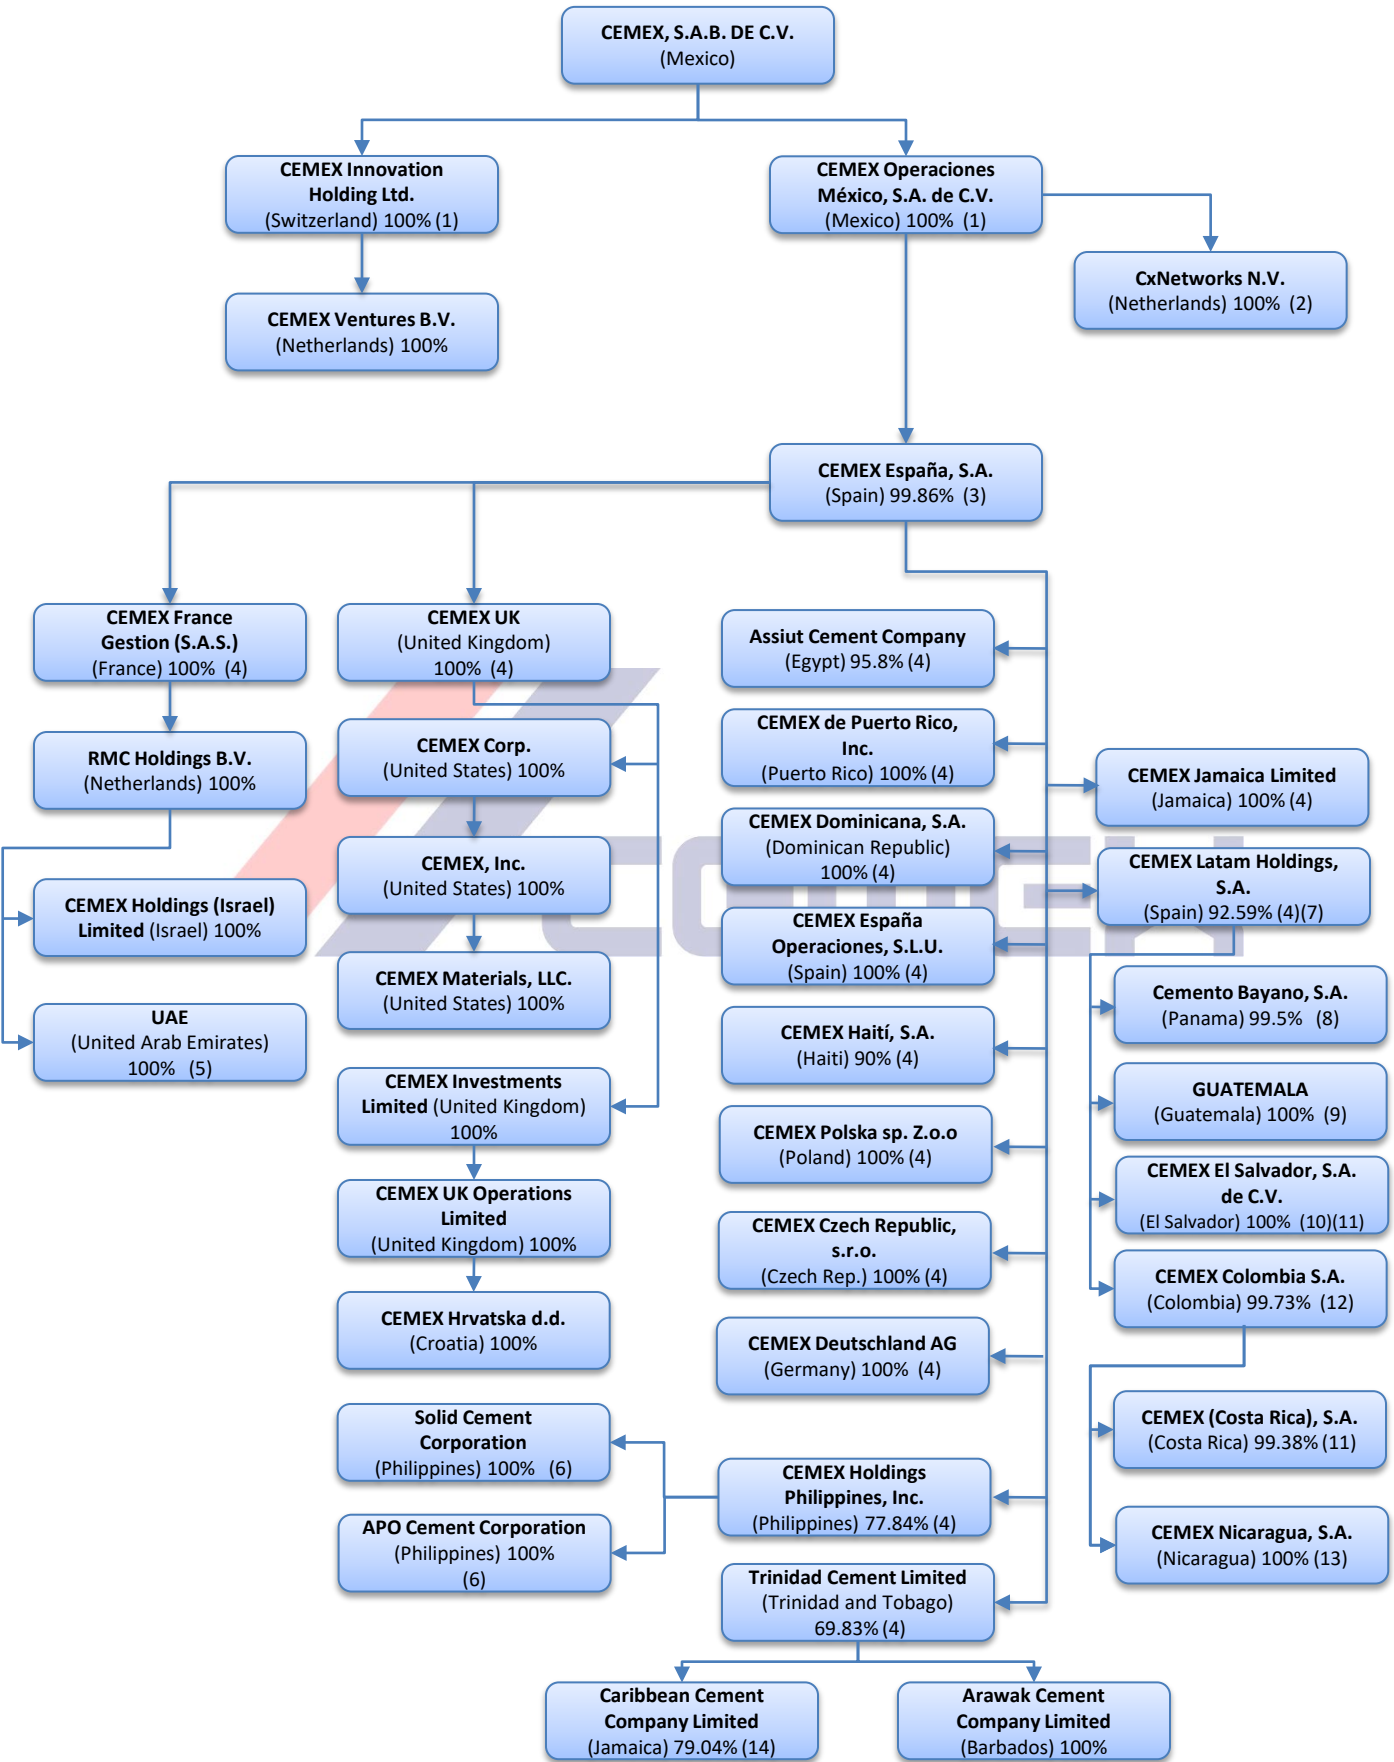 CEMEX, S.A.B. DE C.V.
(Mexico)
CEMEX Innovation
Holding Ltd.
(Switzerland) 100% (1)
CEMEX Operaciones
México, S.A. de C.V.
(Mexico) 100% (1)
CxNetworks N.V.
(Netherlands) 100% (2)
CEMEX Ventures B.V.
(Netherlands) 100%
CEMEX España, S.A.
(Spain) 99.86% (3)
CEMEX France
Gestion (S.A.S.)
(France) 100% (4)
CEMEX UK
(United Kingdom)
100% (4)
RMC Holdings B.V.
(Netherlands) 100%
CEMEX Holdings (Israel)
Limited (Israel) 100%
UAE
(United Arab Emirates)
100% (5)
CEMEX Corp.
(United States) 100%
CEMEX, Inc.
(United States) 100%
CEMEX Materials, LLC.
(United States) 100%
CEMEX Investments
Limited (United Kingdom)
100%
CEMEX UK Operations
Limited
(United Kingdom) 100%
CEMEX Hrvatska d.d.
(Croatia) 100%
Solid Cement
Corporation
(Philippines) 100% (6)
APO Cement Corporation
(Philippines) 100%
(6)
Assiut Cement Company
(Egypt) 95.8% (4)
CEMEX de Puerto Rico,
Inc.
(Puerto Rico) 100% (4)
CEMEX Dominicana, S.A.
(Dominican Republic)
100% (4)
CEMEX España
Operaciones, S.L.U.
(Spain) 100% (4)
CEMEX Haití, S.A.
(Haiti) 90% (4)
CEMEX Polska sp. Z.o.o
(Poland) 100% (4)
CEMEX Czech Republic,
s.r.o.
(Czech Rep.) 100% (4)
CEMEX Deutschland AG
(Germany) 100% (4)
CEMEX Holdings
Philippines, Inc.
(Philippines) 77.84% (4)
Trinidad Cement Limited
(Trinidad and Tobago)
69.83% (4)
Caribbean Cement
Company Limited
(Jamaica) 79.04% (14)
Arawak Cement
Company Limited
(Barbados) 100%
CEMEX Jamaica Limited
(Jamaica) 100% (4)
CEMEX Latam Holdings,
S.A.
(Spain) 92.59% (4)(7)
Cemento Bayano, S.A.
(Panama) 99.5% (8)
GUATEMALA
(Guatemala) 100% (9)
CEMEX El Salvador, S.A.
de C.V.
(El Salvador) 100% (10)(11)
CEMEX Colombia S.A.
(Colombia) 99.73% (12)
CEMEX (Costa Rica), S.A.
(Costa Rica) 99.38% (11)
CEMEX Nicaragua, S.A.
(Nicaragua) 100% (13)
CEMEX